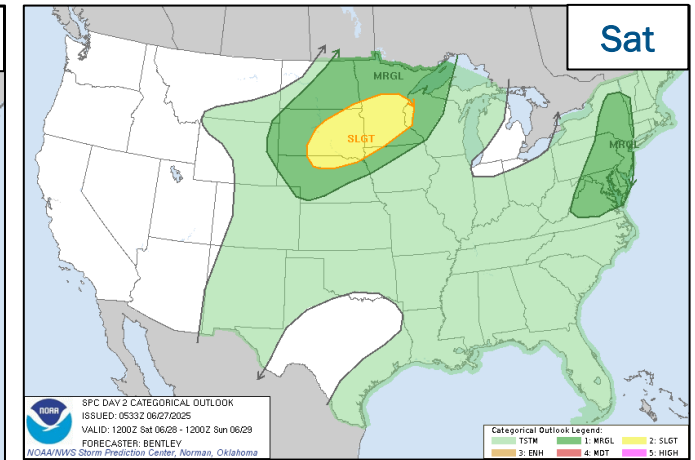 Sat
MRGL
SLGT
MRGL
NOAA
SPC DAY 2 CATEGORICAL OUTLOOK
ISSUED: 0533Z 06/27/2025
VALID: 1200Z Sat 06/28 - 1200Z Sun 06/29
FORECASTER: BENTLEY
NOAA/NWS Storm Prediction Center, Norman, Oklahoma
Categorical Outlook Legend:
TSTM 1: MRGL 2: SLGT
3: ENH 4: MDT 5: HIGH